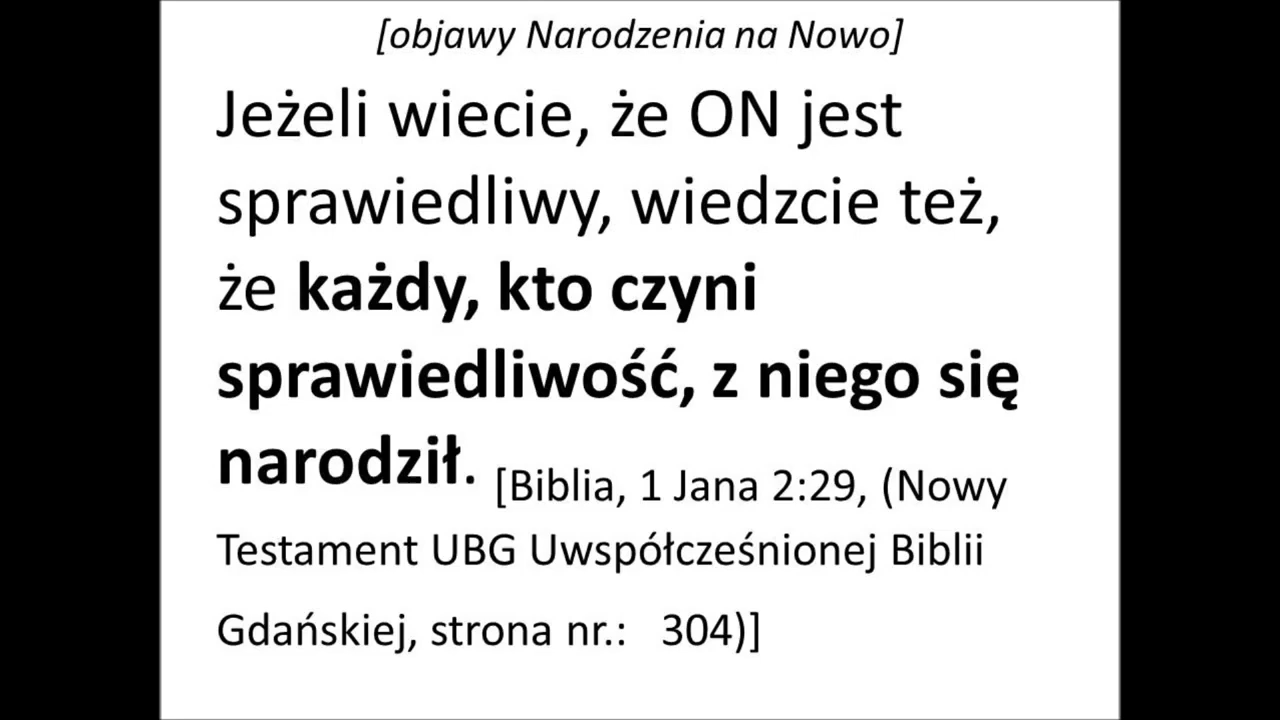 [objawy Narodzenia na Nowo]
Jeżeli wiecie, że ON jest
sprawiedliwy, wiedzcie też,
że każdy, kto czyni
sprawiedliwość, z niego się
narodził. [Biblia, 1 Jana 2:29, (Nowy
Testament UBG Uwspółcześnionej Biblii
Gdańskiej, strona nr.: 304)]